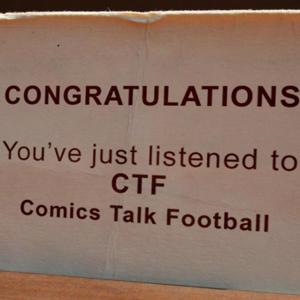 CONGRATULATIONS
You've just listened to
CTF
Comics Talk Football